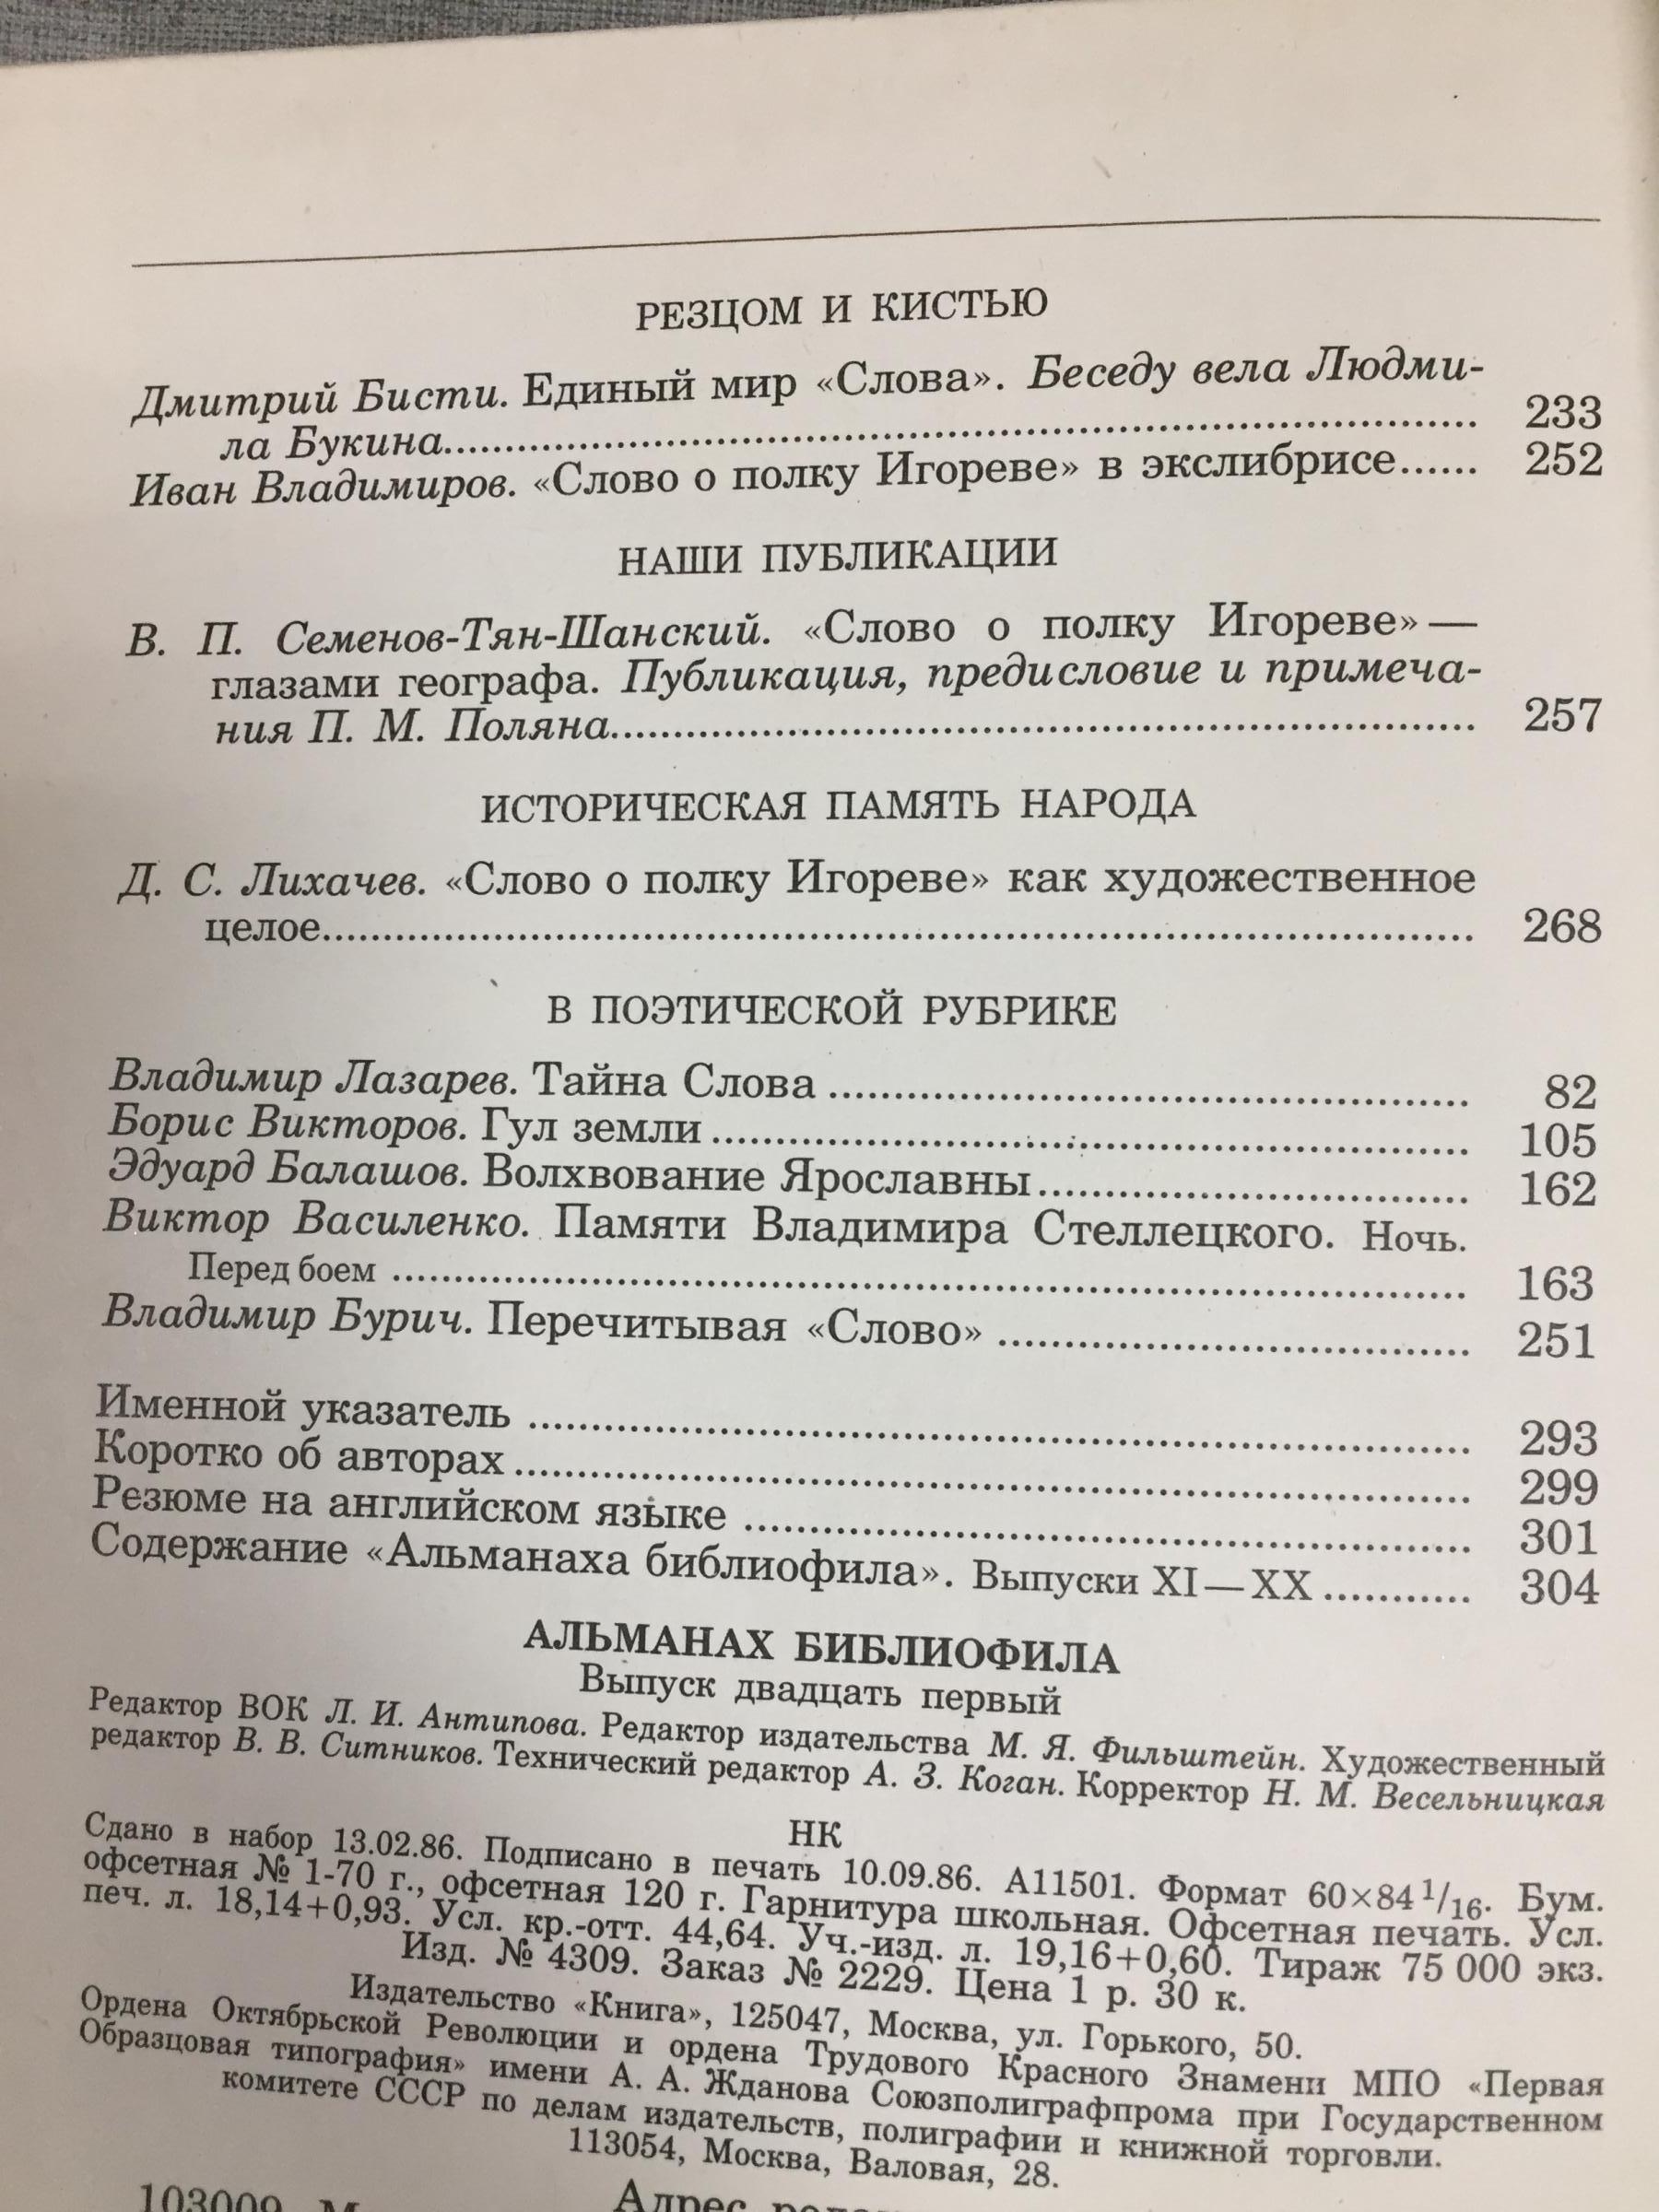 РЕЗЦОМ И КИСТЬЮ
Дмитрий Бисти. Единый мир «Слова». Беседу вела Людми-
ла Букина........ 233
Иван Владимиров. «Слово о полку Игореве» в экслибрисе...... 252
НАШИ ПУБЛИКАЦИИ
В. П. Семенов-Тян-Шанский. «Слово о полку Игореве» —
глазами географа. Публикация, предисловие и примеча-
ния П. М. Поляна........ 257
ИСТОРИЧЕСКАЯ ПАМЯТЬ НАРОДА
Д. С. Лихачев. «Слово о полку Игореве» как художественное
целое........ 268
В ПОЭТИЧЕСКОЙ РУБРИКЕ
Владимир Лазарев. Тайна Слова ........ 82
Борис Викторов. Гул земли ........ 105
Эдуард Балашов. Волхвование Ярославны........ 162
Виктор Василенко. Памяти Владимира Стеллецкого. Ночь.
Перед боем ........ 163
Владимир Бурич. Перечитывая «Слово» ........ 251
Именной указатель ........ 293
Коротко об авторах ........ 299
Резюме на английском языке ........ 301
Содержание «Альманаха библиофила». Выпуски XI—XX ........ 304
АЛЬМАНАХ БИБЛИОФИЛА
Выпуск двадцать первый
Редактор ВОК Л. И. Антипова. Редактор издательства М. Я. Фильштейн. Художественный
редактор В. В. Ситников. Технический редактор А. З. Коган. Корректор Н. М. Весельницкая
НК
Сдано в набор 13.02.86. Подписано в печать 10.09.86. А11501. Формат 60×84 1/16. Бум.
офсетная № 1-70 г., офсетная 120 г. Гарнитура школьная. Офсетная печать. Усл.
печ. л. 18,14+0,93. Усл. кр.-отт. 44,64. Уч.-изд. л. 19,16+0,60. Тираж 75 000 экз.
Изд. № 4309. Заказ № 2229. Цена 1 р. 30 к.
Издательство «Книга», 125047, Москва, ул. Горького, 50.
Ордена Октябрьской Революции и ордена Трудового Красного Знамени МПО «Первая
Образцовая типография» имени А. А. Жданова Союзполиграфпрома при Государственном
комитете СССР по делам издательств, полиграфии и книжной торговли.
113054, Москва, Валовая, 28.
Адрес
103009